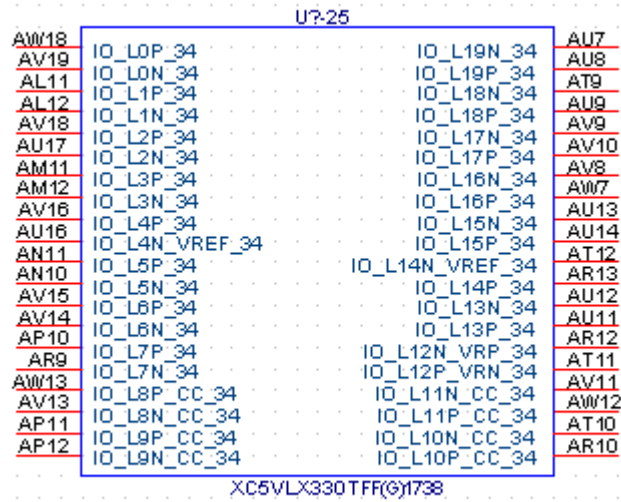 U?-25
AW18 IO_L0P_34 IO_L19N_34 AU7
AV19 IO_L0N_34 IO_L19P_34 AU8
AL11 IO_L1P_34 IO_L18N_34 AT9
AL12 IO_L1N_34 IO_L18P_34 AU9
AV18 IO_L2P_34 IO_L17N_34 AV9
AU17 IO_L2N_34 IO_L17P_34 AV10
AM11 IO_L3P_34 IO_L16N_34 AV8
AM12 IO_L3N_34 IO_L16P_34 AW7
AV16 IO_L4P_34 IO_L15N_34 AU13
AU16 IO_L4N_VREF_34 IO_L15P_34 AU14
AN11 IO_L5P_34 IO_L14N_VREF_34 AT12
AN10 IO_L5N_34 IO_L14P_34 AR13
AV15 IO_L6P_34 IO_L13N_34 AU12
AV14 IO_L6N_34 IO_L13P_34 AU11
AP10 IO_L7P_34 IO_L12N_VRP_34 AR12
AR9 IO_L7N_34 IO_L12P_VRN_34 AT11
AW13 IO_L8P_CC_34 IO_L11N_CC_34 AV11
AV13 IO_L8N_CC_34 IO_L11P_CC_34 AW12
AP11 IO_L9P_CC_34 IO_L10N_CC_34 AT10
AP12 IO_L9N_CC_34 IO_L10P_CC_34 AR10
XC5VLX330TFF(G)1738